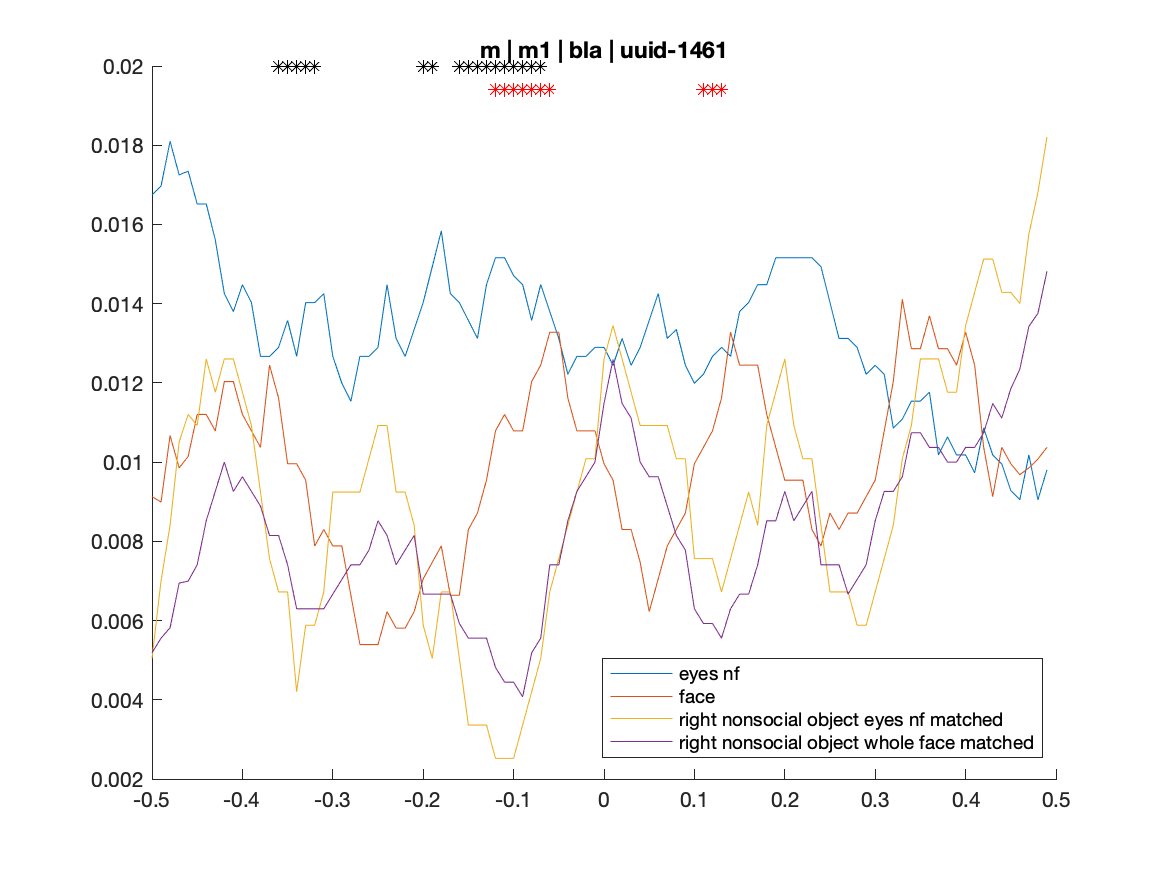 m | m1 | bla | uuid-1461
0.02
0.018
0.016
0.014
0.012
0.01
0.008
0.006
0.004
0.002
-0.5 -0.4 -0.3 -0.2 -0.1 0 0.1 0.2 0.3 0.4 0.5
eyes nf
face
right nonsocial object eyes nf matched
right nonsocial object whole face matched